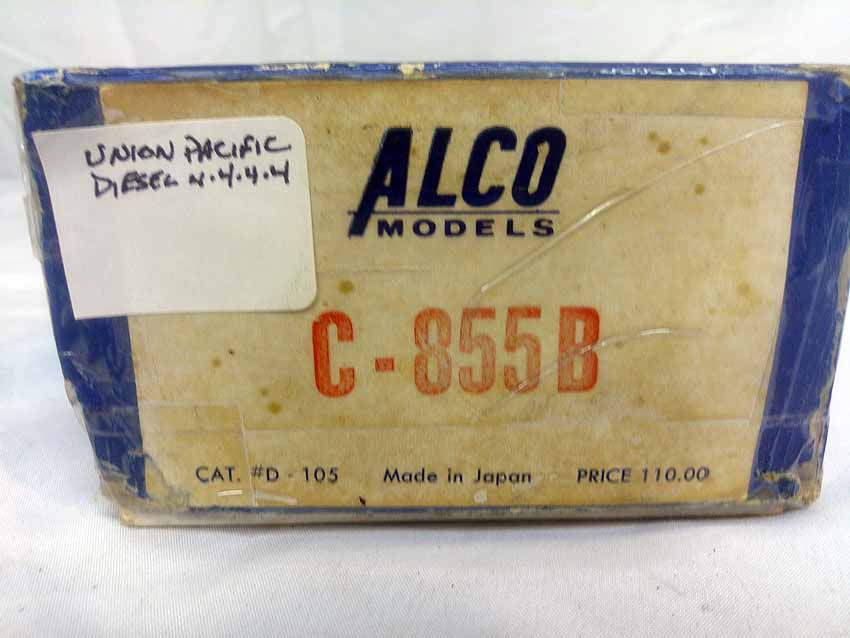 UNION PACIFIC
DIESEL 4.4.4.4
ALCO
MODELS
C-855B
CAT. #D-105 Made in Japan PRICE 110.00